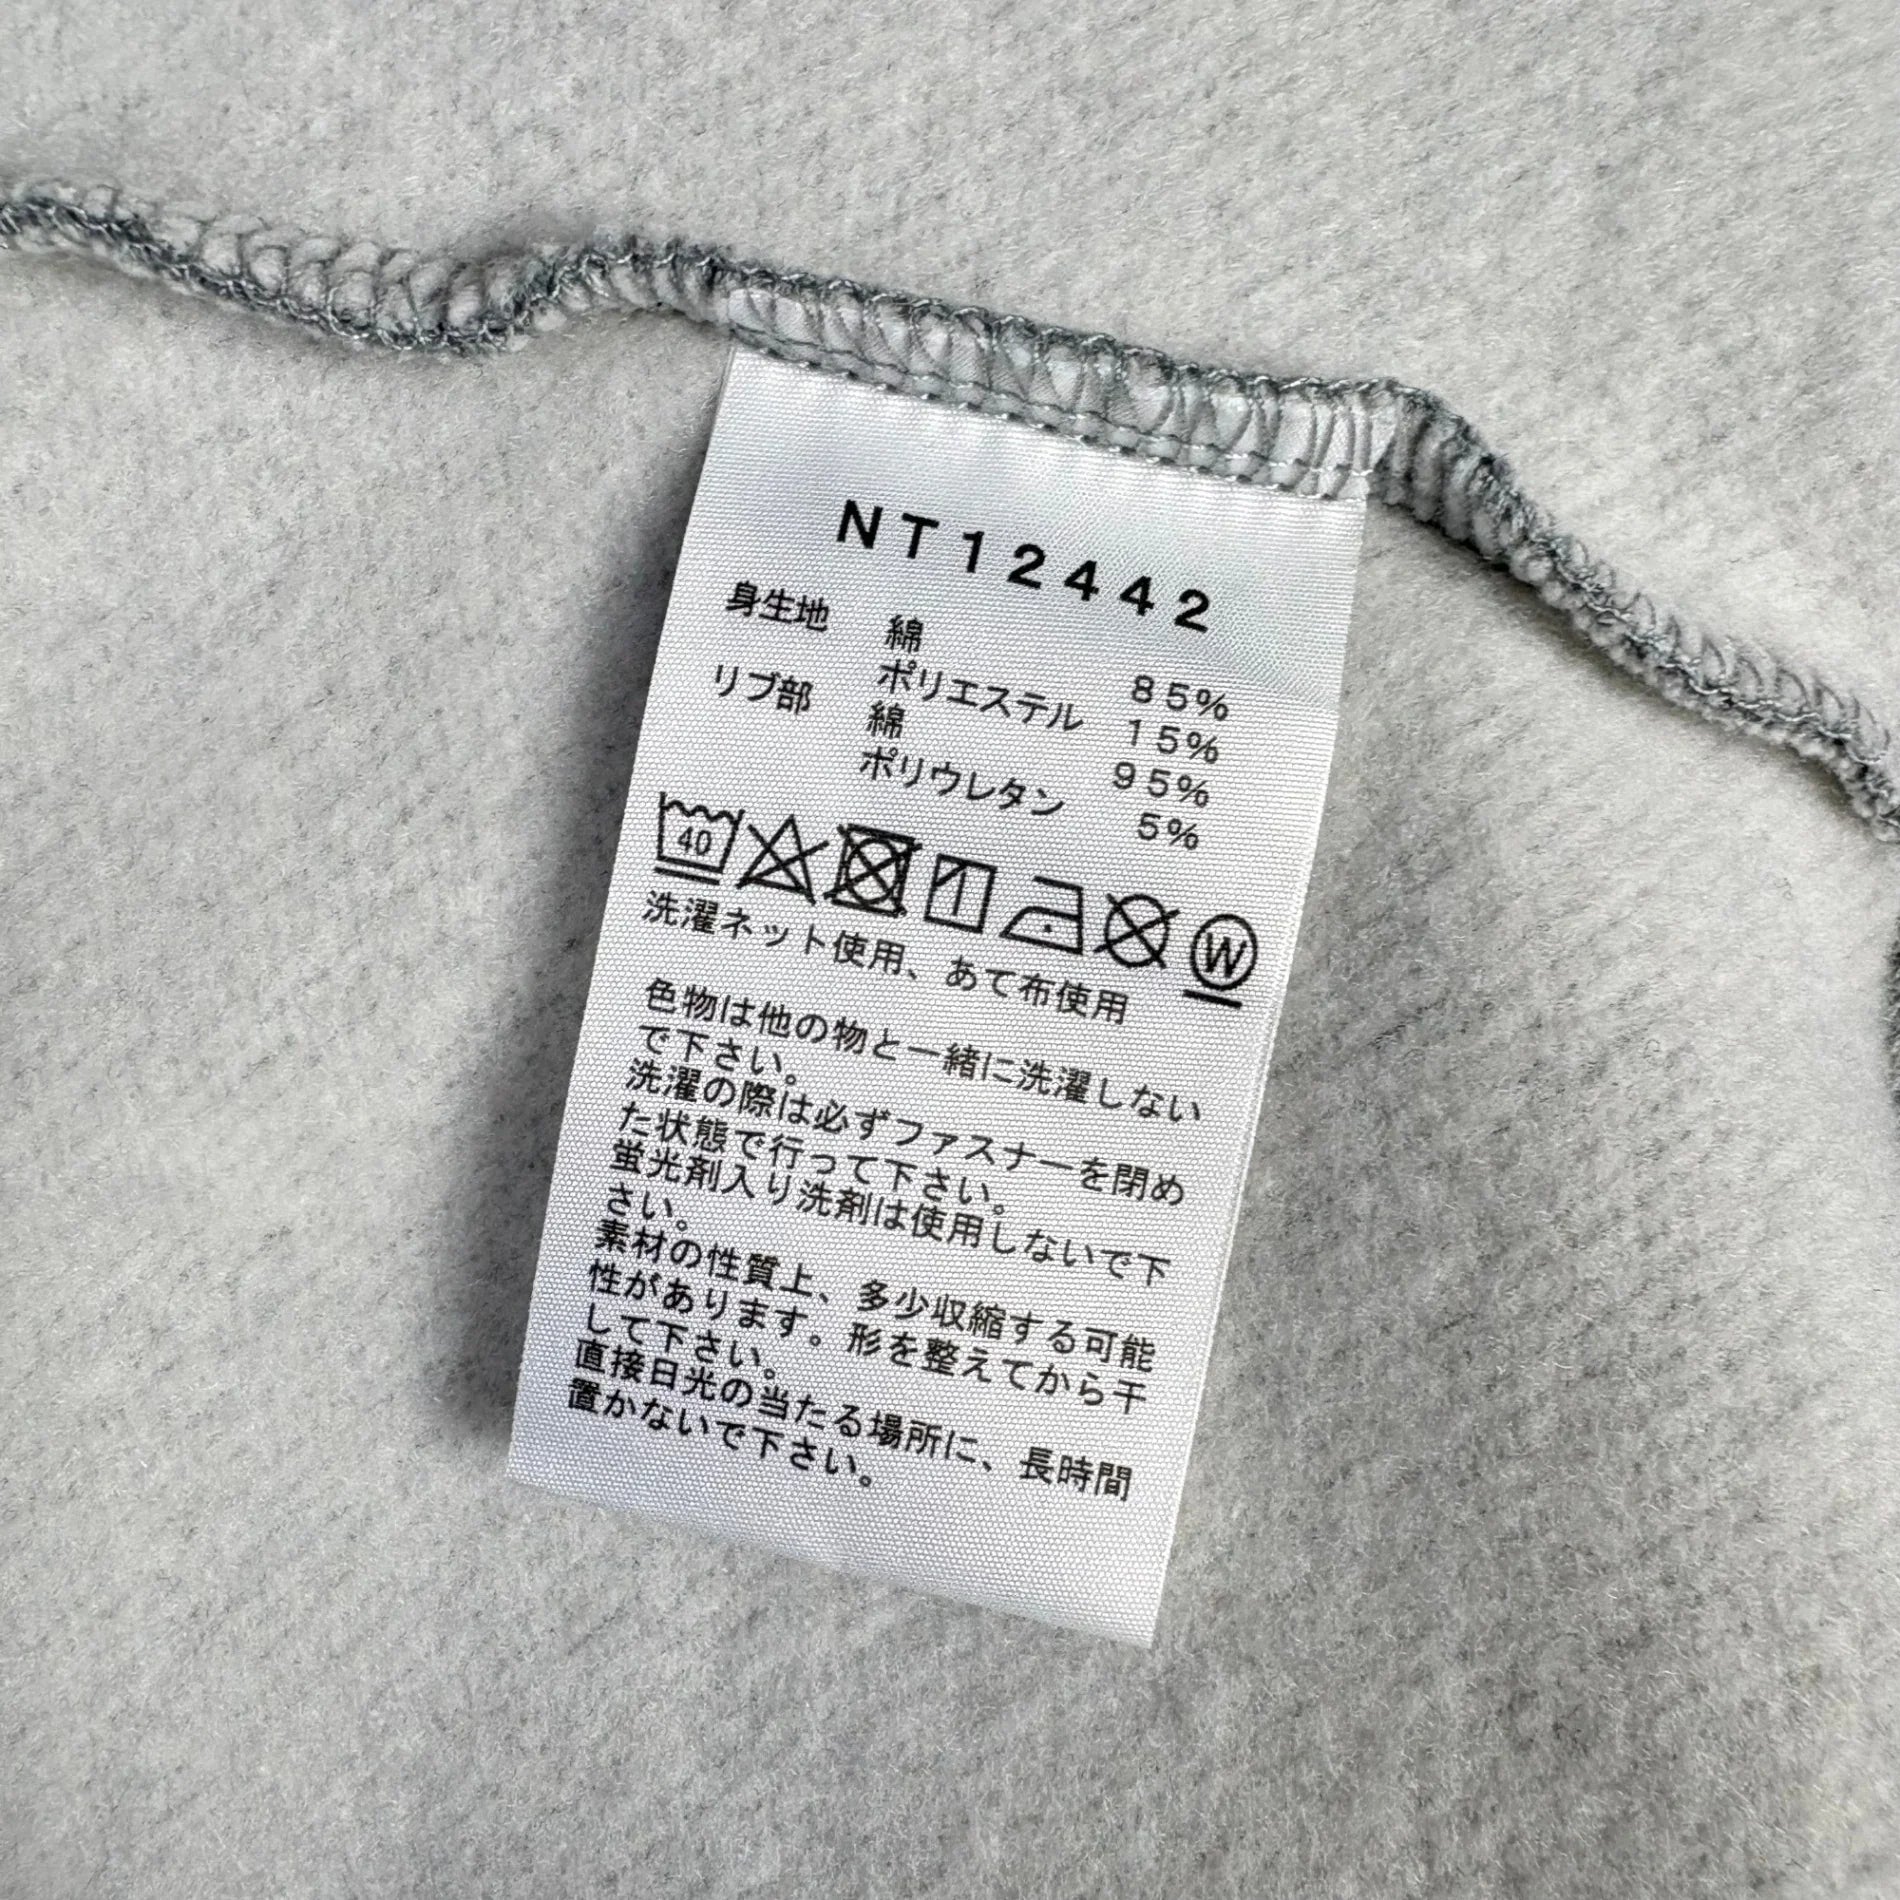 NT12442
身生地 綿 85%
ポリエステル 15%
リブ部 綿 95%
ポリウレタン 5%
40 W
洗濯ネット使用、あて布使用
色物は他の物と一緒に洗濯しない
で下さい。
洗濯の際は必ずファスナーを閉め
た状態で行って下さい。
蛍光剤入り洗剤は使用しないで下
さい。
素材の性質上、多少収縮する可能
性があります。形を整えてから干
して下さい。
直接日光の当たる場所に、長時間
置かないで下さい。